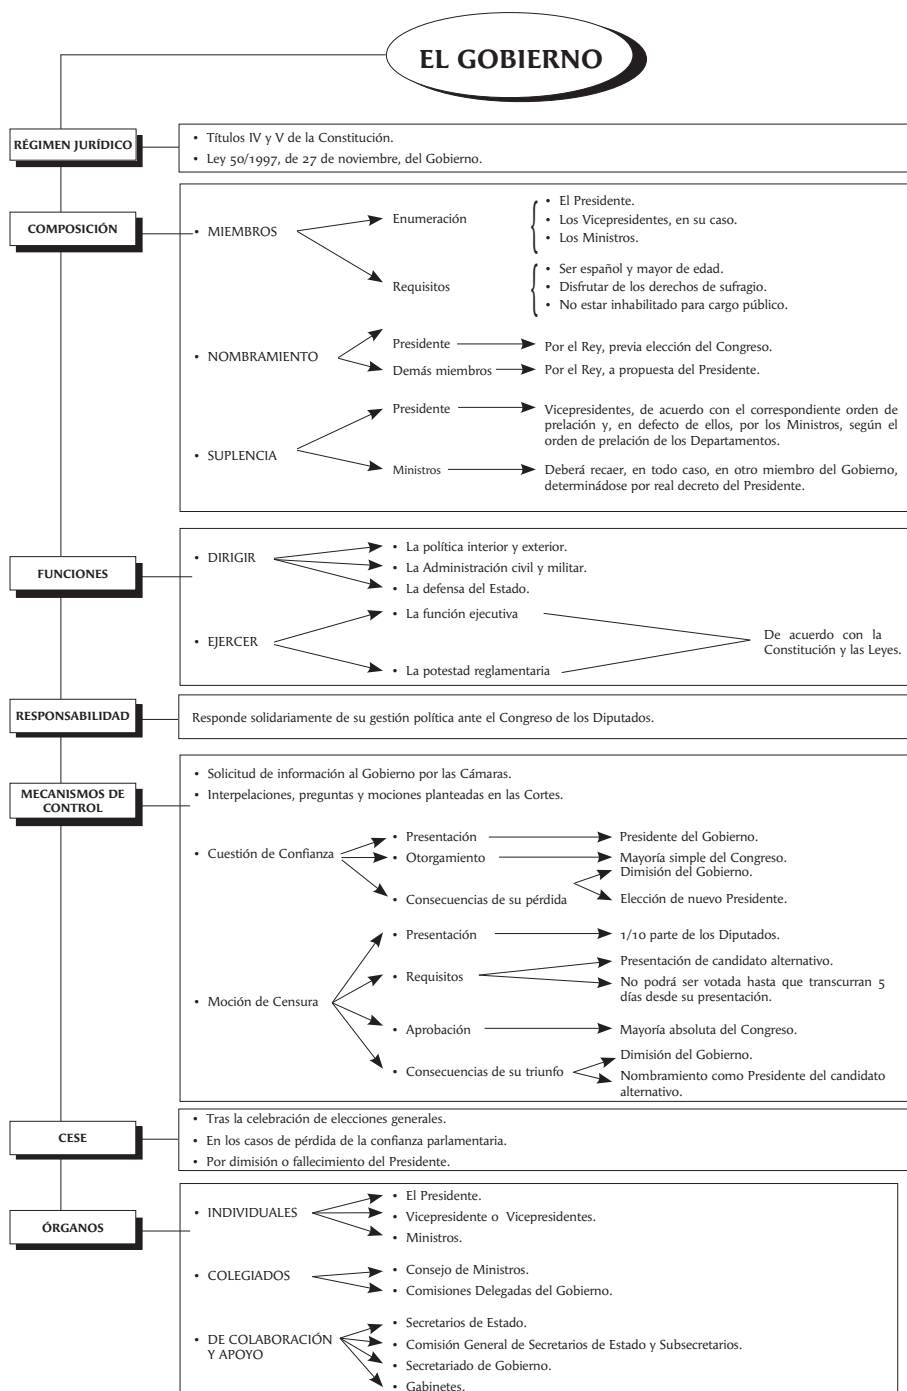 EL GOBIERNO
RÉGIMEN JURÍDICO
• Títulos IV y V de la Constitución.
• Ley 50/1997, de 27 de noviembre, del Gobierno.
COMPOSICIÓN
• MIEMBROS
Enumeración
• El Presidente.
• Los Vicepresidentes, en su caso.
• Los Ministros.
Requisitos
• Ser español y mayor de edad.
• Disfrutar de los derechos de sufragio.
• No estar inhabilitado para cargo público.
• NOMBRAMIENTO
Presidente
Por el Rey, previa elección del Congreso.
Demás miembros
Por el Rey, a propuesta del Presidente.
• SUPLENCIA
Presidente
Vicepresidentes, de acuerdo con el correspondiente orden de
prelación y, en defecto de ellos, por los Ministros, según el
orden de prelación de los Departamentos.
Ministros
Deberá recaer, en todo caso, en otro miembro del Gobierno,
determinádose por real decreto del Presidente.
FUNCIONES
• DIRIGIR
• La política interior y exterior.
• La Administración civil y militar.
• La defensa del Estado.
• EJERCER
• La función ejecutiva
• La potestad reglamentaria
De acuerdo con la
Constitución y las Leyes.
RESPONSABILIDAD
Responde solidariamente de su gestión política ante el Congreso de los Diputados.
MECANISMOS DE
CONTROL
• Solicitud de información al Gobierno por las Cámaras.
• Interpelaciones, preguntas y mociones planteadas en las Cortes.
• Cuestión de Confianza
• Presentación
Presidente del Gobierno.
• Otorgamiento
Mayoría simple del Congreso.
• Consecuencias de su pérdida
Dimisión del Gobierno.
Elección de nuevo Presidente.
• Moción de Censura
• Presentación
1/10 parte de los Diputados.
• Requisitos
Presentación de candidato alternativo.
No podrá ser votada hasta que transcurran 5
días desde su presentación.
• Aprobación
Mayoría absoluta del Congreso.
• Consecuencias de su triunfo
Dimisión del Gobierno.
Nombramiento como Presidente del candidato
alternativo.
CESE
• Tras la celebración de elecciones generales.
• En los casos de pérdida de la confianza parlamentaria.
• Por dimisión o fallecimiento del Presidente.
ÓRGANOS
• INDIVIDUALES
• El Presidente.
• Vicepresidente o Vicepresidentes.
• Ministros.
• COLEGIADOS
• Consejo de Ministros.
• Comisiones Delegadas del Gobierno.
• DE COLABORACIÓN
Y APOYO
• Secretarios de Estado.
• Comisión General de Secretarios de Estado y Subsecretarios.
• Secretariado de Gobierno.
• Gabinetes.